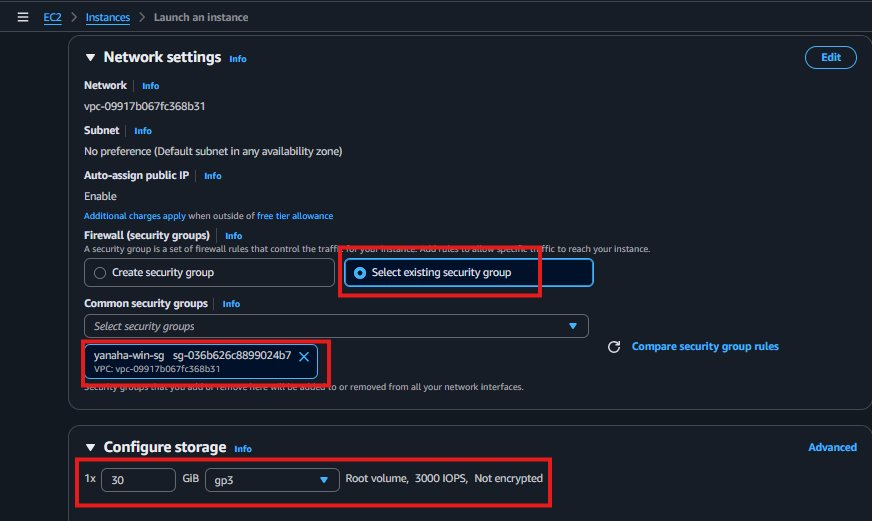 EC2 > Instances > Launch an instance
Network settings Info Edit
Network Info
vpc-09917b067fc368b31
Subnet Info
No preference (Default subnet in any availability zone)
Auto-assign public IP Info
Enable
Additional charges apply when outside of free tier allowance
Firewall (security groups) Info
A security group is a set of firewall rules that control the traffic for your instance. Add rules to allow specific traffic to reach your instance.
Create security group Select existing security group
Common security groups Info
Select security groups
Compare security group rules
yanaha-win-sg sg-036b626c8899024b7
VPC: vpc-09917b067fc368b31
Security groups that you add or remove here will be added to or removed from all your network interfaces.
Configure storage Info Advanced
1x 30 GiB gp3 Root volume, 3000 IOPS, Not encrypted